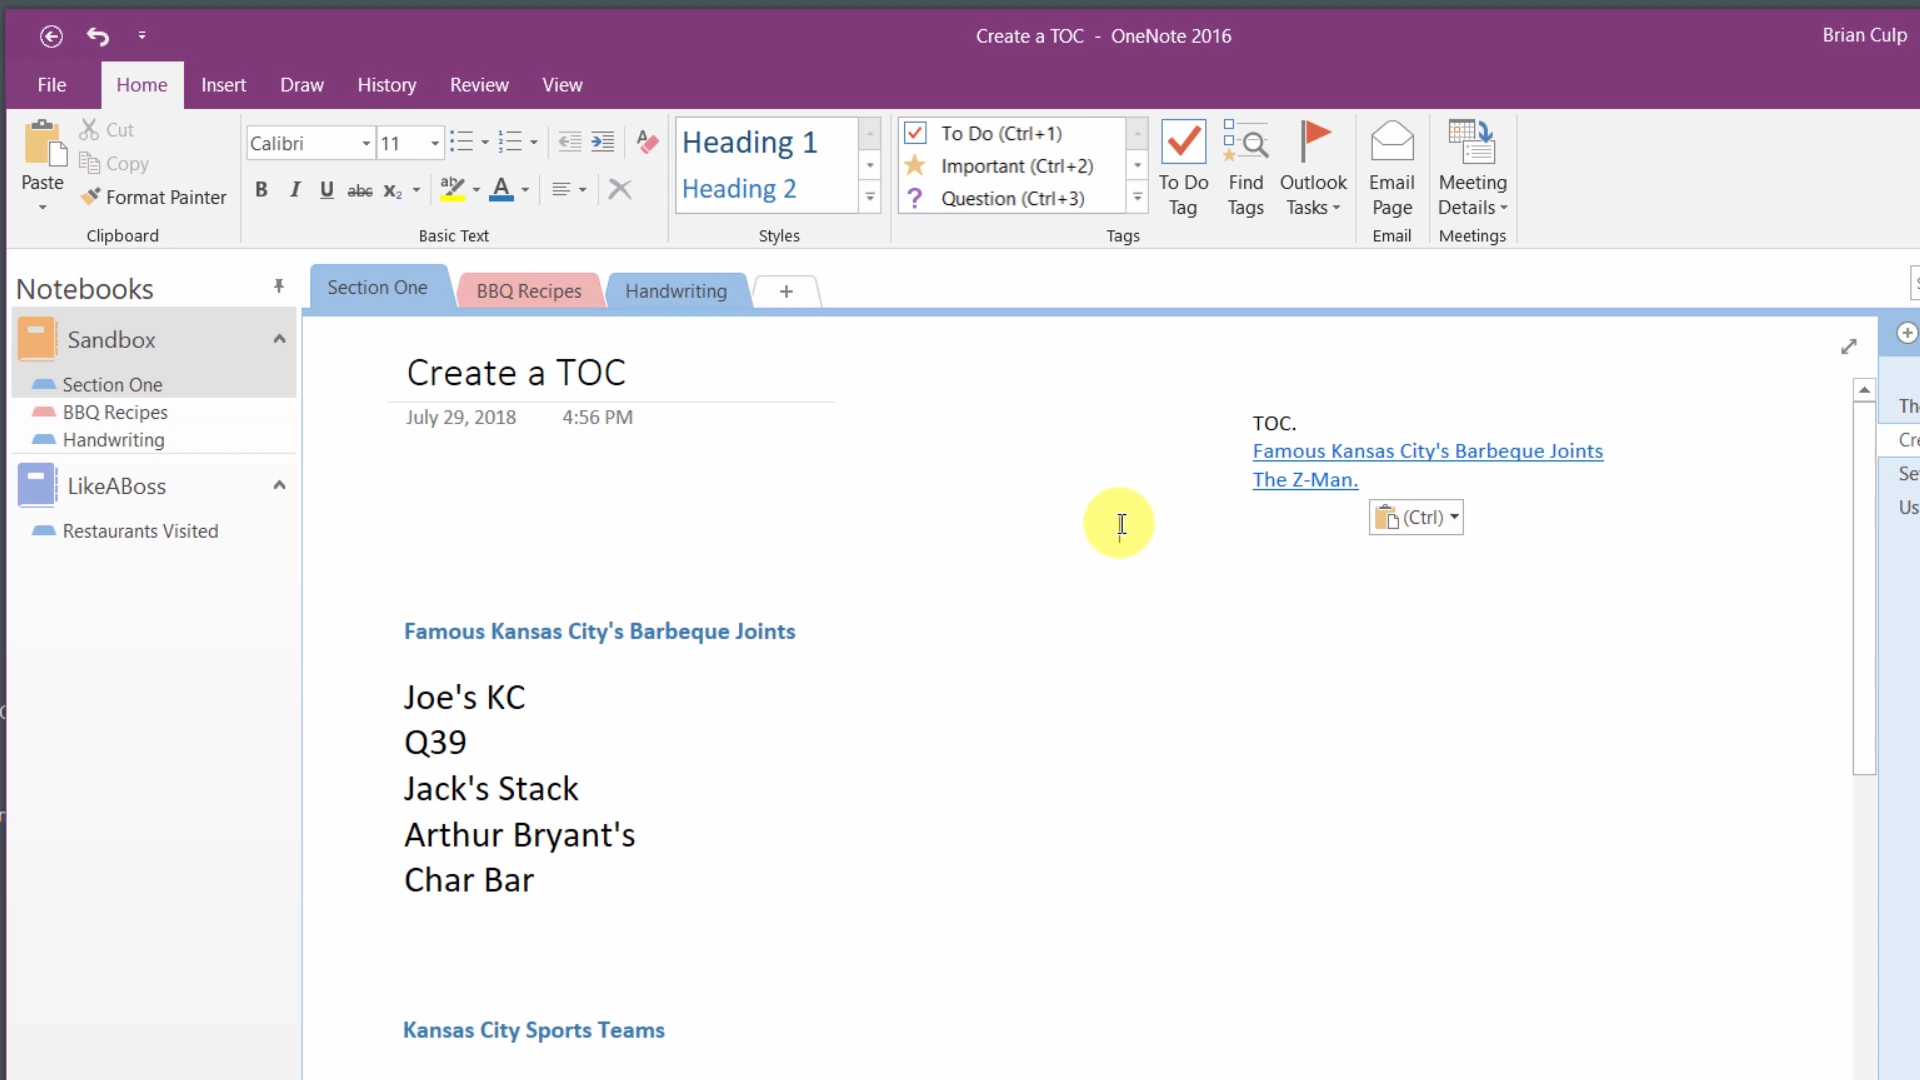 Create a TOC - OneNote 2016
Brian Culp
File Home Insert Draw History Review View
Paste
Cut
Copy
Format Painter
Clipboard
Calibri 11
B I U abc X₂ ab A
Basic Text
Heading 1
Heading 2
Styles
To Do (Ctrl+1)
Important (Ctrl+2)
? Question (Ctrl+3)
To Do Tag
Find Tags
Outlook Tasks
Tags
Email Page
Email
Meeting Details
Meetings
Notebooks
Sandbox
Section One
BBQ Recipes
Handwriting
LikeABoss
Restaurants Visited
Section One BBQ Recipes Handwriting +
Create a TOC
July 29, 2018 4:56 PM
TOC.
Famous Kansas City's Barbeque Joints
The Z-Man.
(Ctrl)
Famous Kansas City's Barbeque Joints
Joe's KC
Q39
Jack's Stack
Arthur Bryant's
Char Bar
Kansas City Sports Teams